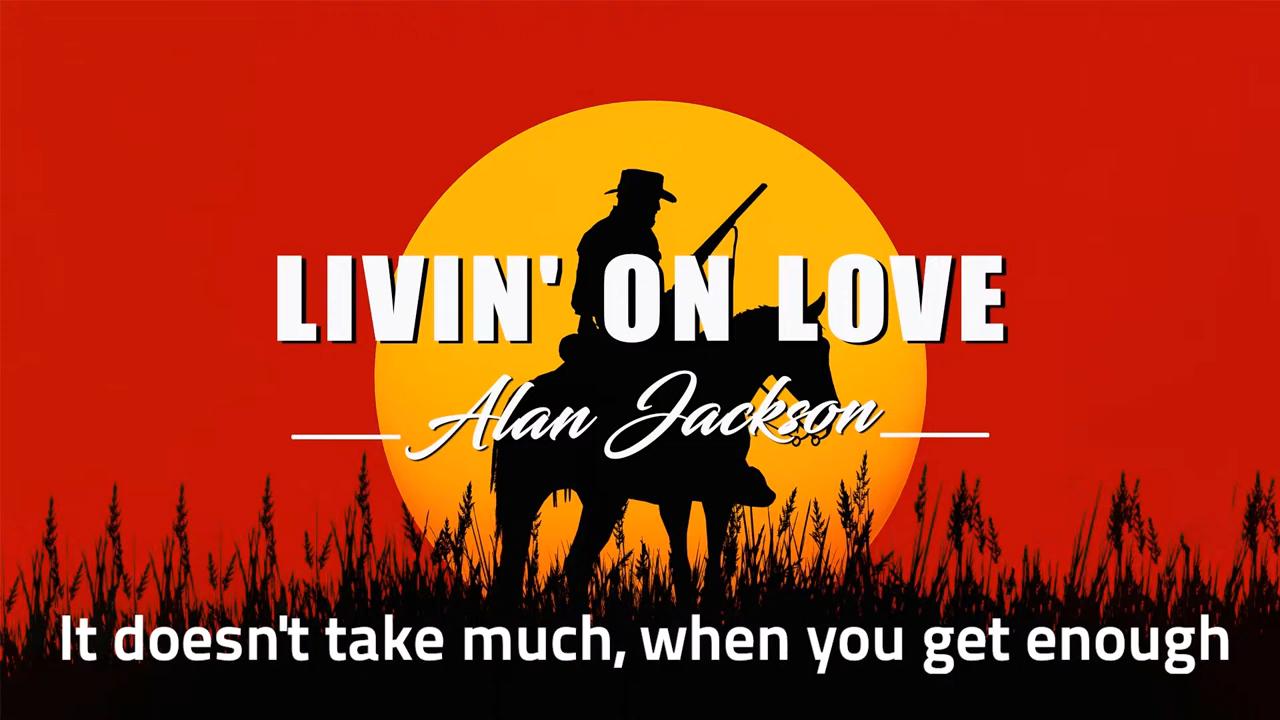 LIVIN' ON LOVE
Alan Jackson
It doesn't take much, when you get enough